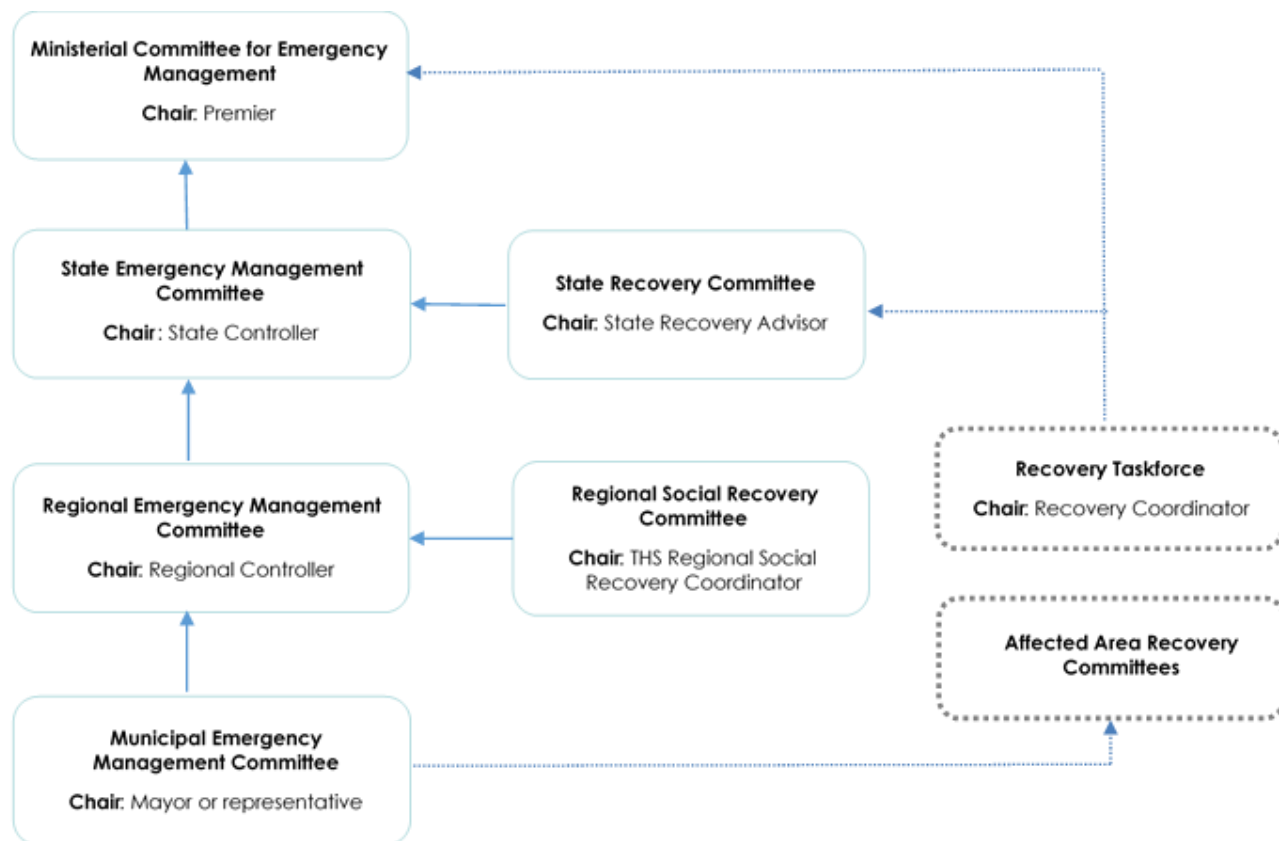 Ministerial Committee for Emergency
Management
Chair: Premier
State Emergency Management
Committee
Chair : State Controller
State Recovery Committee
Chair: State Recovery Advisor
Recovery Taskforce
Chair: Recovery Coordinator
Regional Emergency Management
Committee
Chair: Regional Controller
Regional Social Recovery
Committee
Chair: THS Regional Social
Recovery Coordinator
Affected Area Recovery
Committees
Municipal Emergency
Management Committee
Chair: Mayor or representative